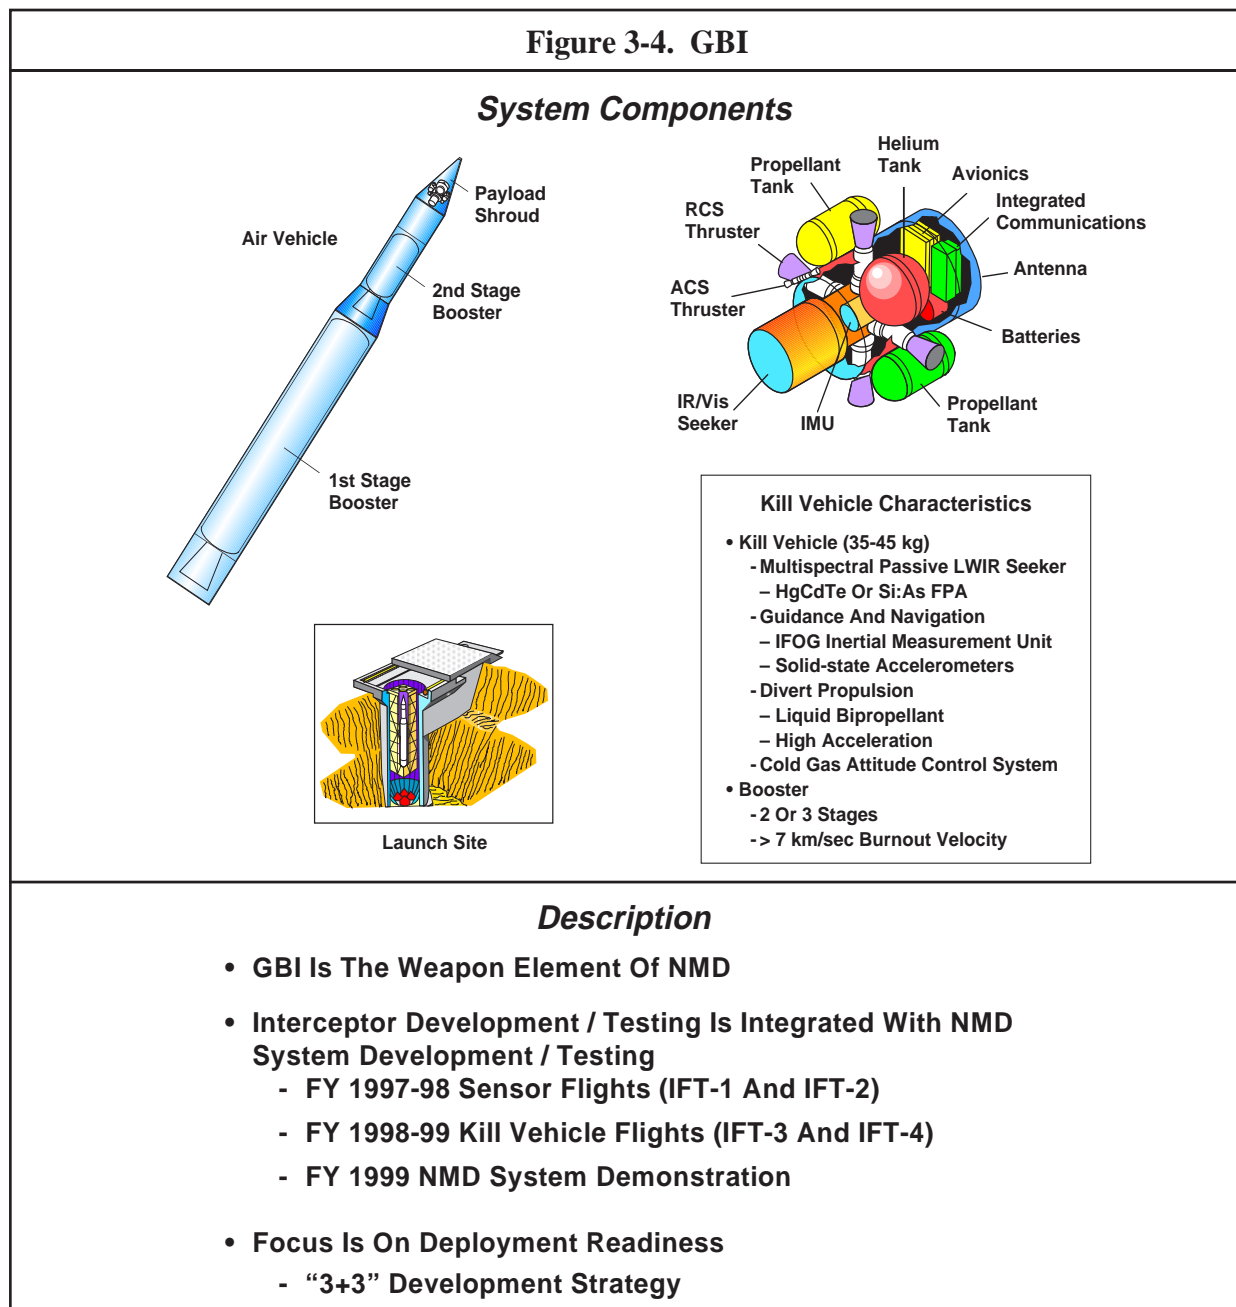 Figure 3-4. GBI
System Components
Air Vehicle
Payload
Shroud
2nd Stage
Booster
1st Stage
Booster
Propellant
Tank
Helium
Tank
Avionics
Integrated
Communications
RCS
Thruster
Antenna
ACS
Thruster
Batteries
IR/Vis
Seeker
IMU
Propellant
Tank
Launch Site
Kill Vehicle Characteristics
• Kill Vehicle (35-45 kg)
- Multispectral Passive LWIR Seeker
– HgCdTe Or Si:As FPA
- Guidance And Navigation
– IFOG Inertial Measurement Unit
– Solid-state Accelerometers
- Divert Propulsion
– Liquid Bipropellant
– High Acceleration
- Cold Gas Attitude Control System
• Booster
- 2 Or 3 Stages
- > 7 km/sec Burnout Velocity
Description
• GBI Is The Weapon Element Of NMD
• Interceptor Development / Testing Is Integrated With NMD
System Development / Testing
- FY 1997-98 Sensor Flights (IFT-1 And IFT-2)
- FY 1998-99 Kill Vehicle Flights (IFT-3 And IFT-4)
- FY 1999 NMD System Demonstration
• Focus Is On Deployment Readiness
- “3+3” Development Strategy